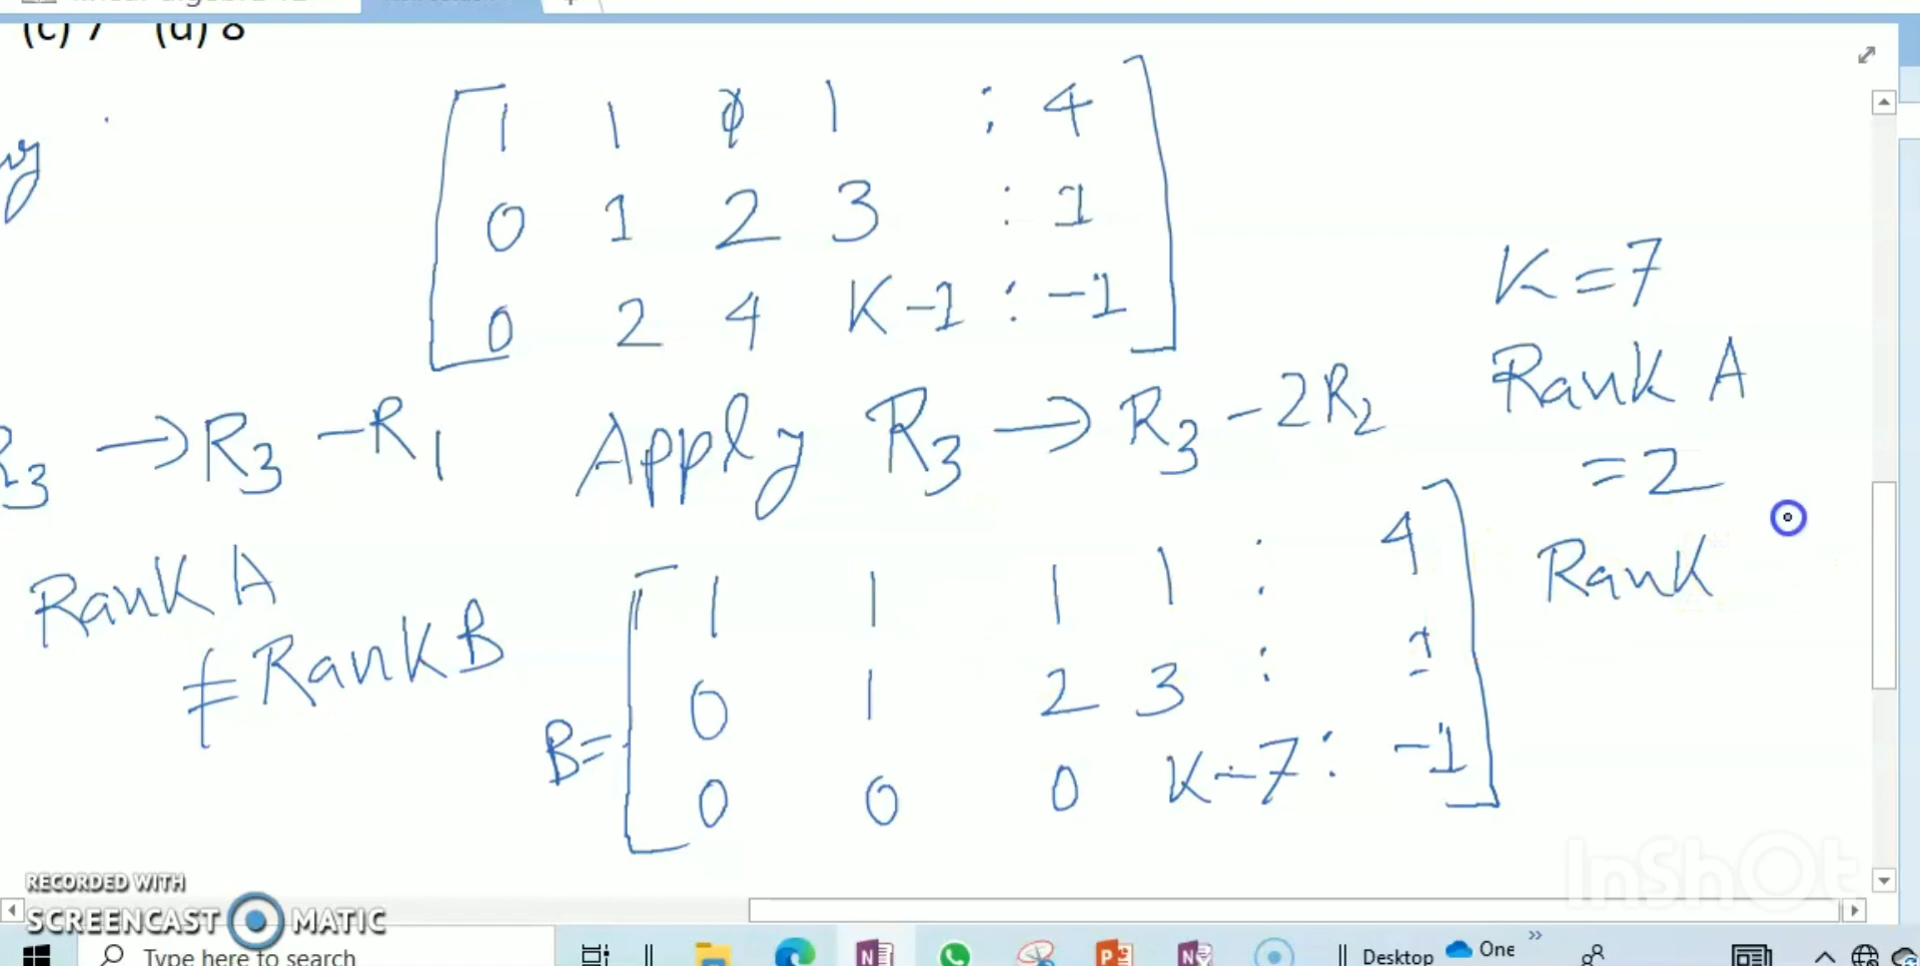 (c) 7 (d) 8
1 1 1 1 : 4
0 1 2 3 : 1
0 2 4 K-1 : -1
K = 7
Rank A
= 2
Rank
R3 → R3 - R1
Apply R3 → R3 - 2R2
Rank A
≠ Rank B
B =
1 1 1 1 : 4
0 1 2 3 : 1
0 0 0 K-7 : -1
InShOt
RECORDED WITH
SCREENCAST MATIC
Type here to search
Desktop
One